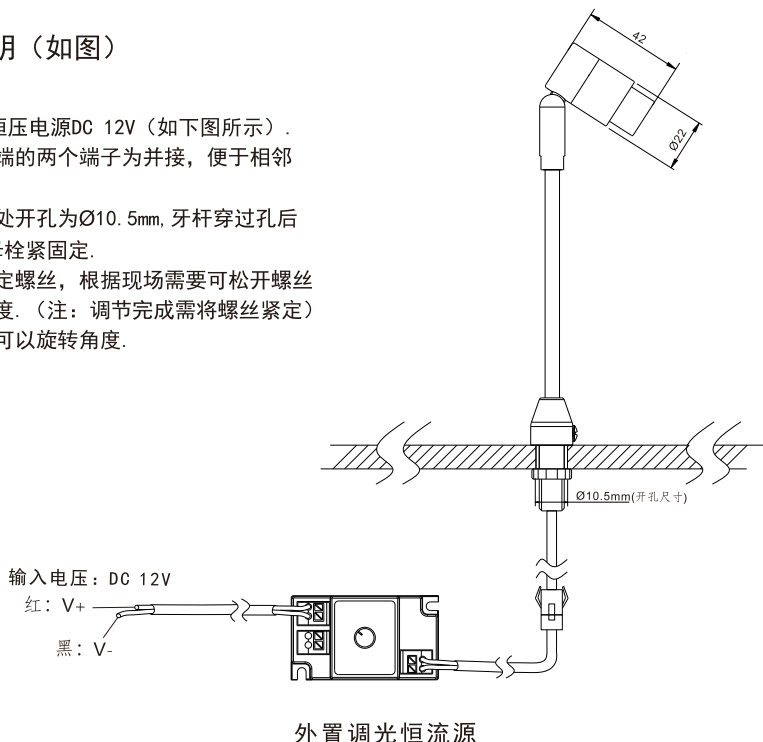 明（如图）
恒压电源DC 12V（如下图所示）.
端的两个端子为并接，便于相邻
处开孔为Ø10.5mm,牙杆穿过孔后
栓紧固定.
定螺丝，根据现场需要可松开螺丝
度.（注：调节完成需将螺丝紧定）
可以旋转角度.
42
Ø22
Ø10.5mm(开孔尺寸)
输入电压：DC 12V
红：V+
黑：V-
外置调光恒流源